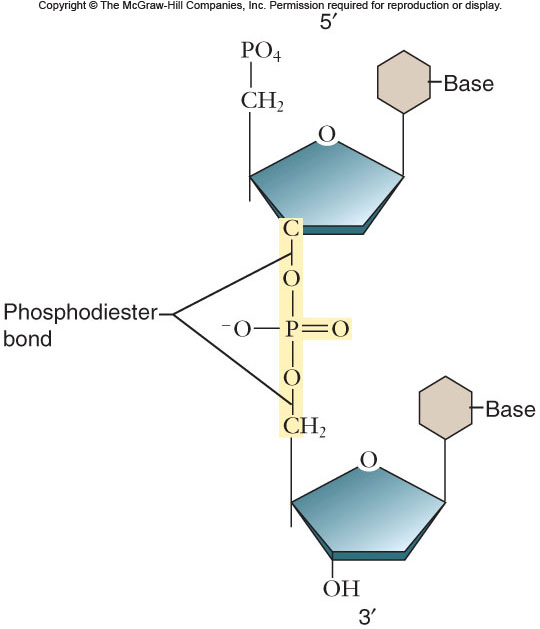 Copyright © The McGraw-Hill Companies, Inc. Permission required for reproduction or display.
5′
PO₄
CH₂
Base
O
C
O
Phosphodiester
bond
⁻O—P=O
O
CH₂
Base
O
OH
3′